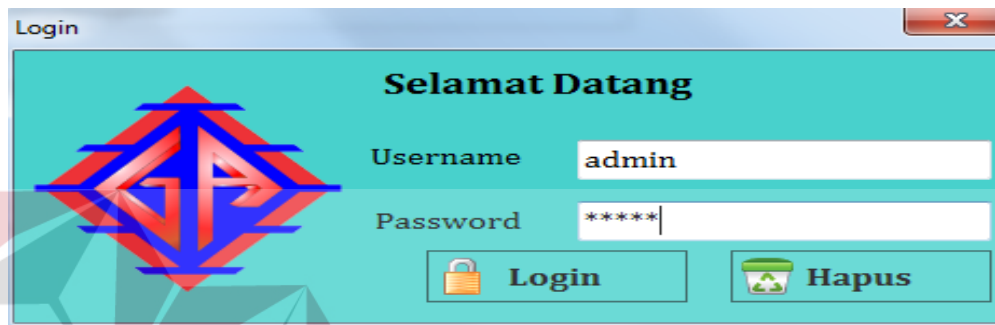 Login
Selamat Datang
Username admin
Password *****
Login Hapus